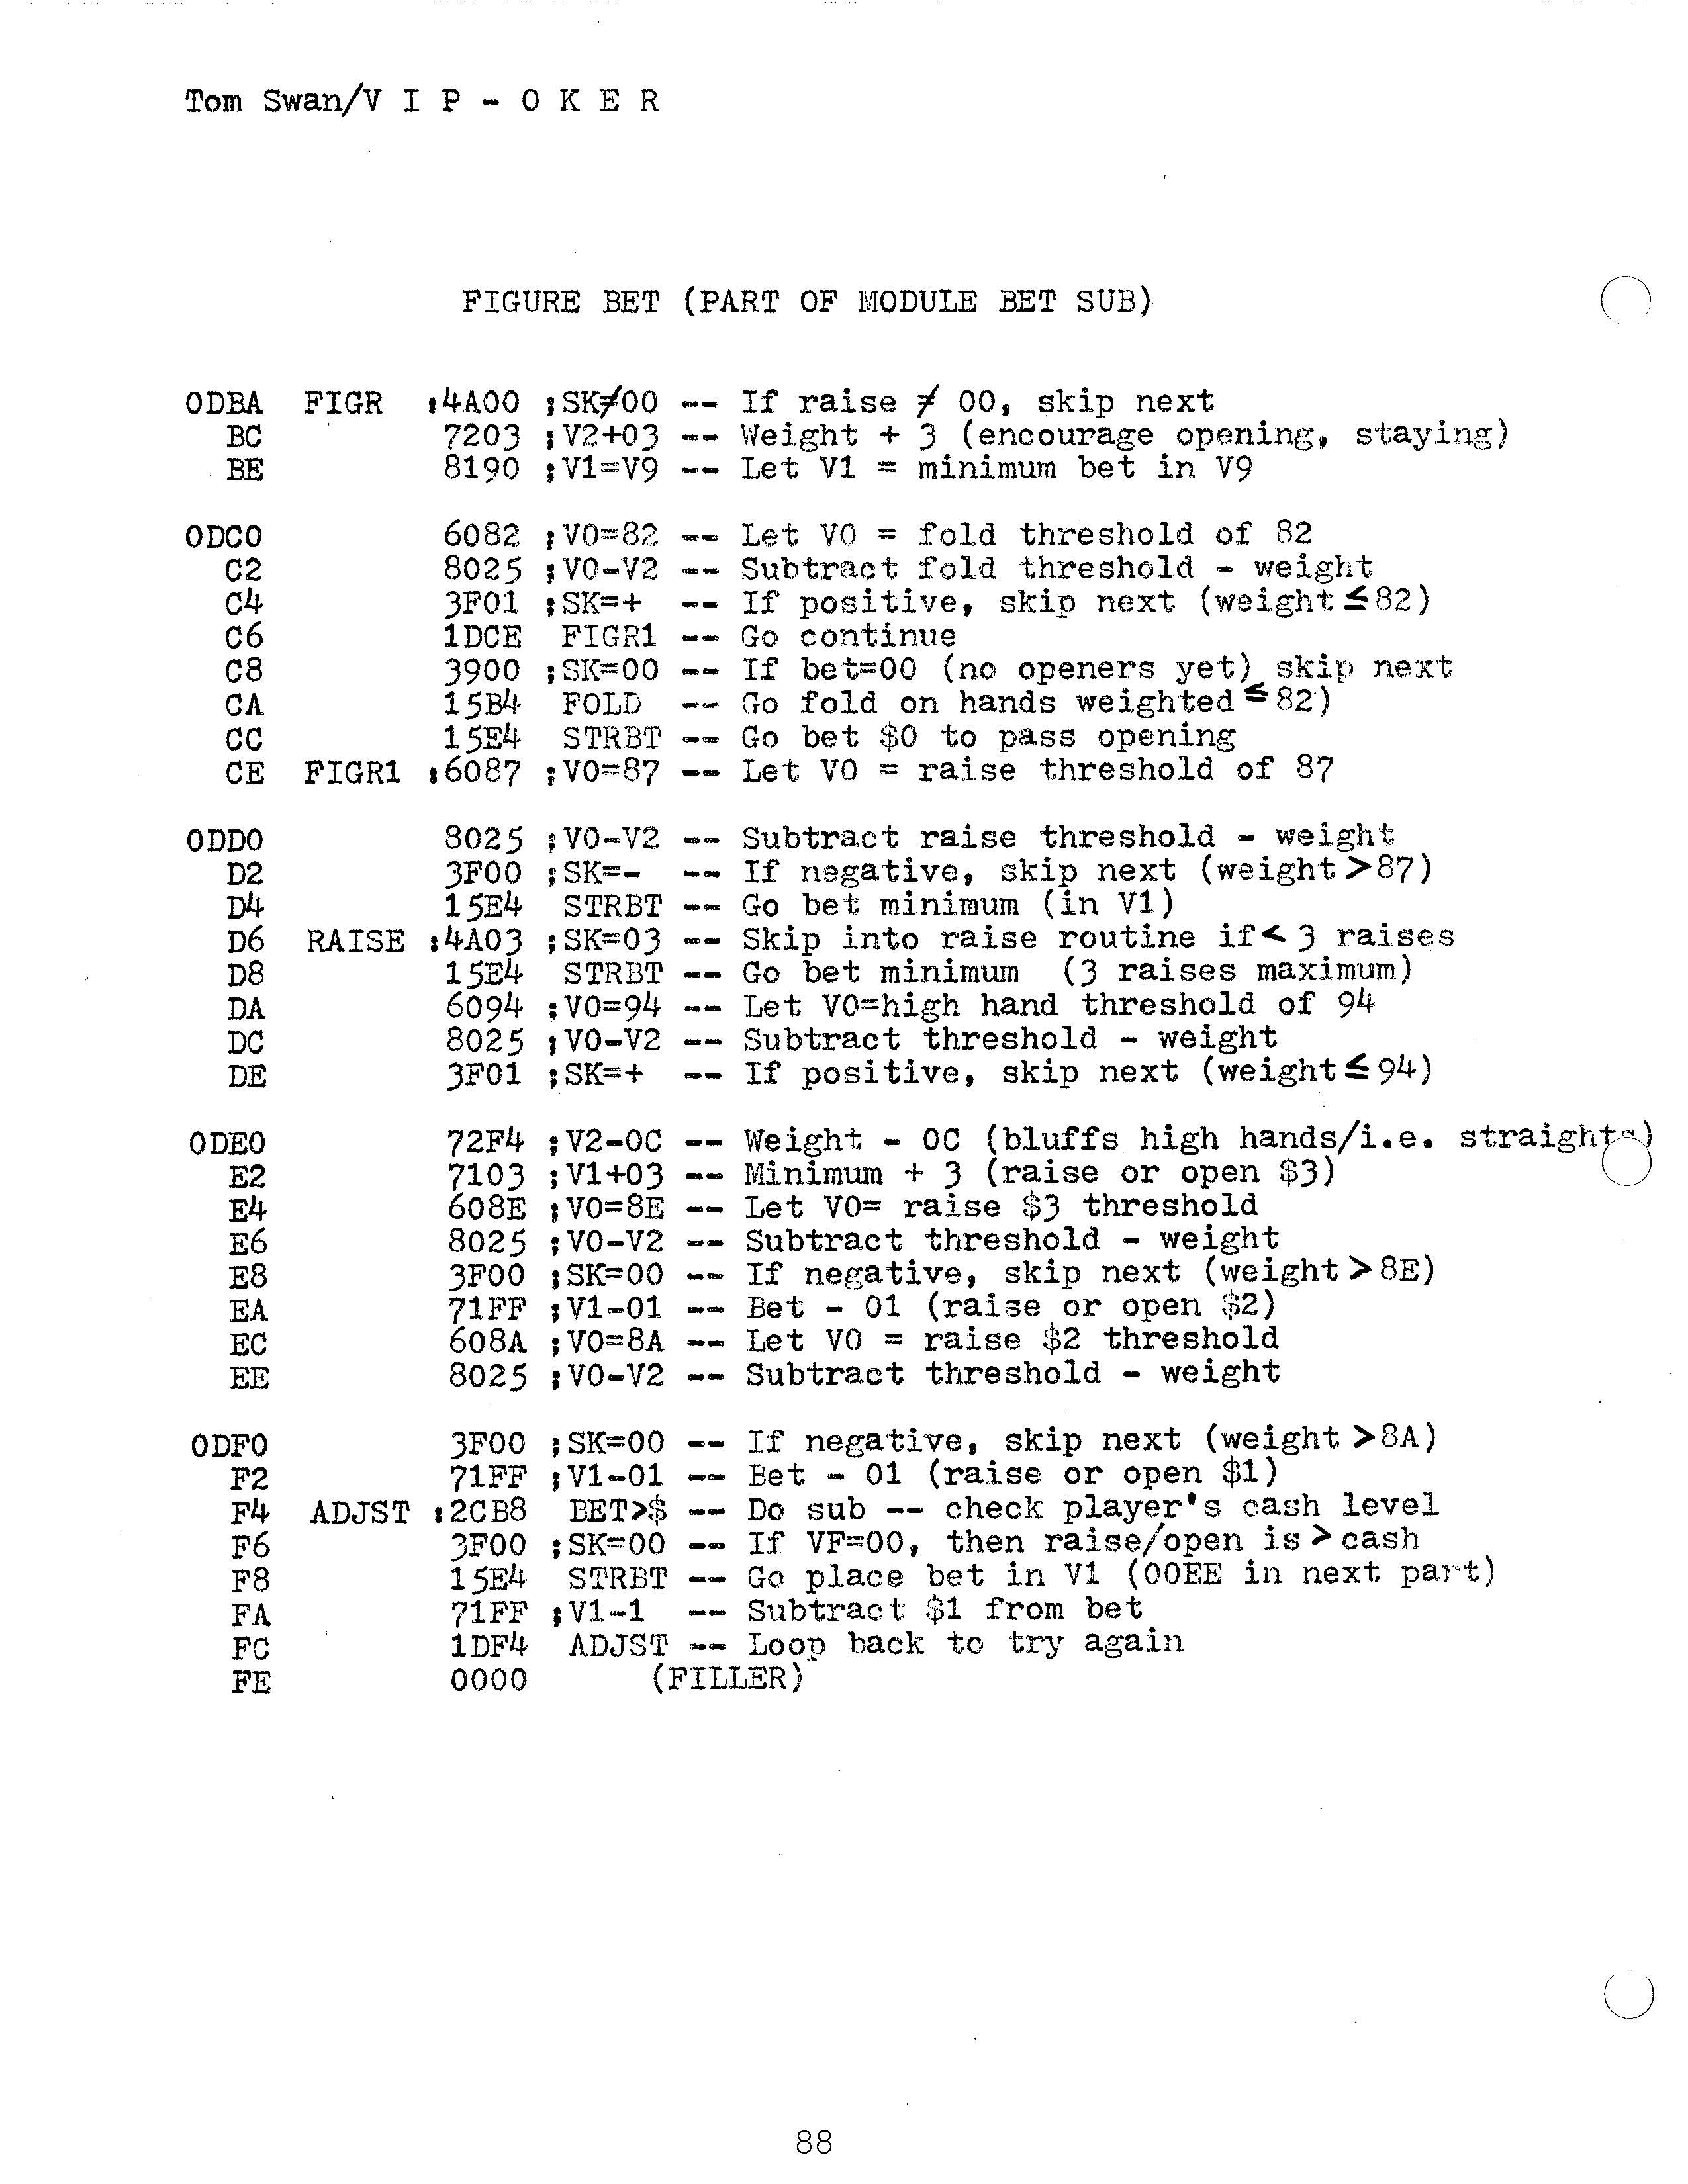 Tom Swan/V I P - O K E R
FIGURE BET (PART OF MODULE BET SUB)
0DBA FIGR :4A00 ;SK≠00 -- If raise ≠ 00, skip next
BC 7203 ;V2+03 -- Weight + 3 (encourage opening, staying)
BE 8190 ;V1=V9 -- Let V1 = minimum bet in V9
0DC0 6082 ;V0=82 -- Let V0 = fold threshold of 82
C2 8025 ;V0-V2 -- Subtract fold threshold - weight
C4 3F01 ;SK=+ -- If positive, skip next (weight≤82)
C6 1DCE FIGR1 -- Go continue
C8 3900 ;SK=00 -- If bet=00 (no openers yet) skip next
CA 15B4 FOLD -- Go fold on hands weighted≤82)
CC 15E4 STRBT -- Go bet $0 to pass opening
CE FIGR1 :6087 ;V0=87 -- Let V0 = raise threshold of 87
0DD0 8025 ;V0-V2 -- Subtract raise threshold - weight
D2 3F00 ;SK=- -- If negative, skip next (weight>87)
D4 15E4 STRBT -- Go bet minimum (in V1)
D6 RAISE :4A03 ;SK=03 -- Skip into raise routine if< 3 raises
D8 15E4 STRBT -- Go bet minimum (3 raises maximum)
DA 6094 ;V0=94 -- Let V0=high hand threshold of 94
DC 8025 ;V0-V2 -- Subtract threshold - weight
DE 3F01 ;SK=+ -- If positive, skip next (weight≤94)
0DE0 72F4 ;V2-0C -- Weight - 0C (bluffs high hands/i.e. straights)
E2 7103 ;V1+03 -- Minimum + 3 (raise or open $3)
E4 608E ;V0=8E -- Let V0= raise $3 threshold
E6 8025 ;V0-V2 -- Subtract threshold - weight
E8 3F00 ;SK=00 -- If negative, skip next (weight>8E)
EA 71FF ;V1-01 -- Bet - 01 (raise or open $2)
EC 608A ;V0=8A -- Let V0 = raise $2 threshold
EE 8025 ;V0-V2 -- Subtract threshold - weight
0DF0 3F00 ;SK=00 -- If negative, skip next (weight>8A)
F2 71FF ;V1-01 -- Bet - 01 (raise or open $1)
F4 ADJST :2CB8 BET>$ -- Do sub -- check player's cash level
F6 3F00 ;SK=00 -- If VF=00, then raise/open is> cash
F8 15E4 STRBT -- Go place bet in V1 (00EE in next part)
FA 71FF ;V1-1 -- Subtract $1 from bet
FC 1DF4 ADJST -- Loop back to try again
FE 0000 (FILLER)
88